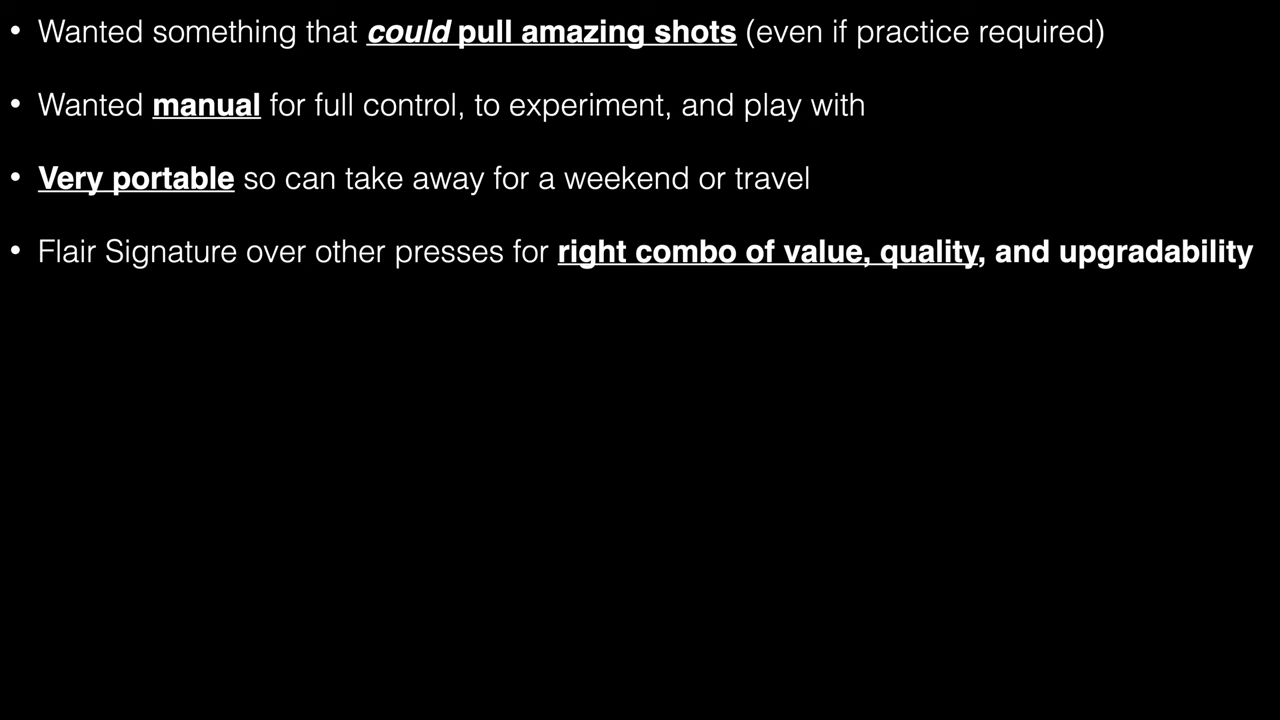 • Wanted something that could pull amazing shots (even if practice required)
• Wanted manual for full control, to experiment, and play with
• Very portable so can take away for a weekend or travel
• Flair Signature over other presses for right combo of value, quality, and upgradability